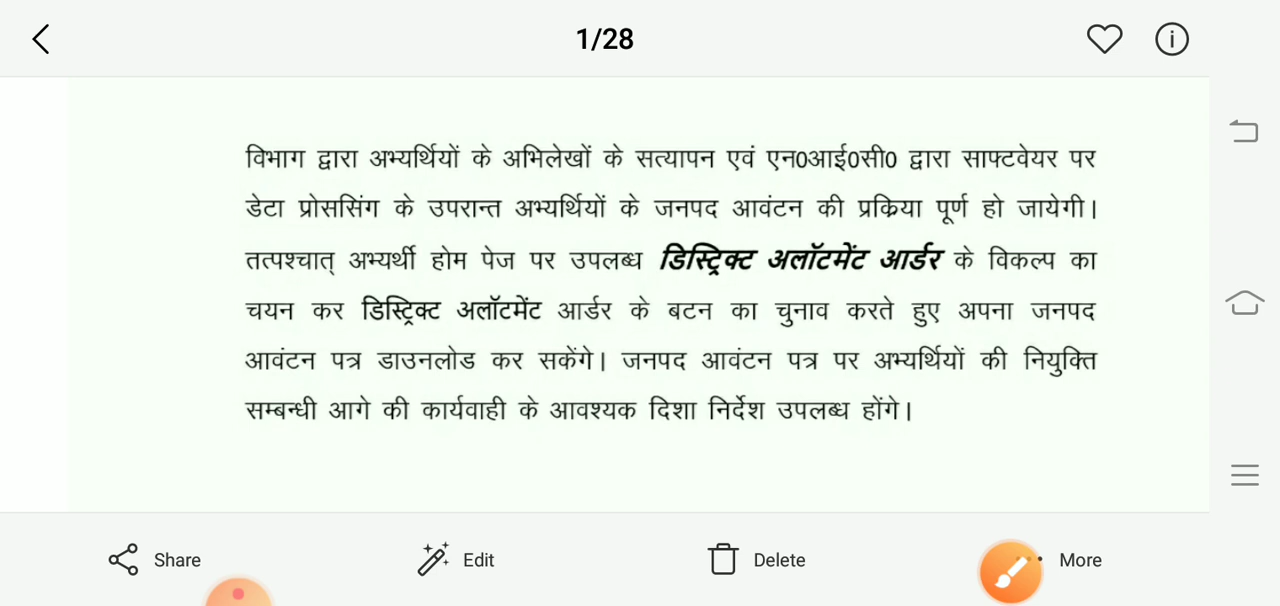 1/28
विभाग द्वारा अभ्यर्थियों के अभिलेखों के सत्यापन एवं एन0आई0सी0 द्वारा साफ्टवेयर पर
डेटा प्रोससिंग के उपरान्त अभ्यर्थियों के जनपद आवंटन की प्रक्रिया पूर्ण हो जायेगी।
तत्पश्चात् अभ्यर्थी होम पेज पर उपलब्ध डिस्ट्रिक्ट अलॉटमेंट आर्डर के विकल्प का
चयन कर डिस्ट्रिक्ट अलॉटमेंट आर्डर के बटन का चुनाव करते हुए अपना जनपद
आवंटन पत्र डाउनलोड कर सकेंगे। जनपद आवंटन पत्र पर अभ्यर्थियों की नियुक्ति
सम्बन्धी आगे की कार्यवाही के आवश्यक दिशा निर्देश उपलब्ध होंगे।
Share Edit Delete More